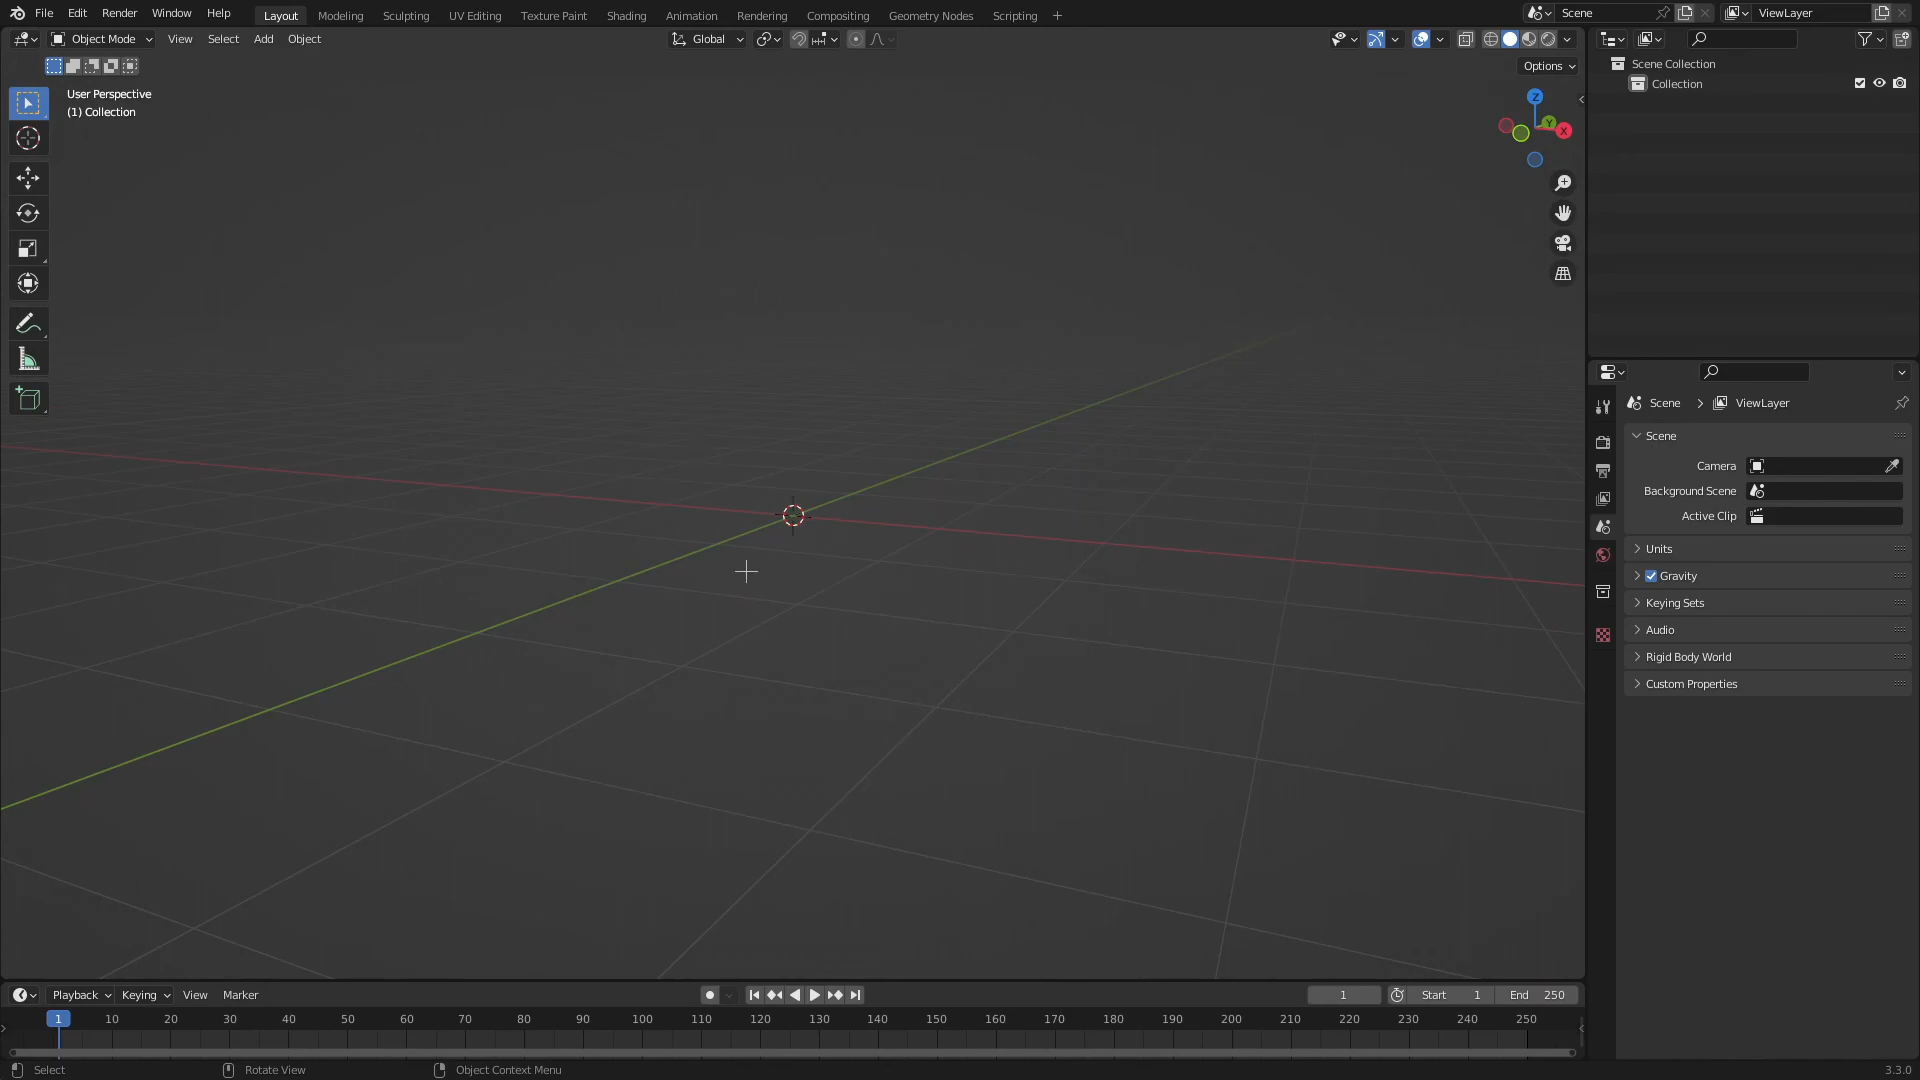 File Edit Render Window Help Layout Modeling Sculpting UV Editing Texture Paint Shading Animation Rendering Compositing Geometry Nodes Scripting + Scene ViewLayer
Object Mode View Select Add Object Global
Options
User Perspective
(1) Collection
Z
Y
X
Scene Collection
Collection
Scene > ViewLayer
Scene
Camera
Background Scene
Active Clip
Units
Gravity
Keying Sets
Audio
Rigid Body World
Custom Properties
Playback Keying View Marker 1 Start 1 End 250
1 10 20 30 40 50 60 70 80 90 100 110 120 130 140 150 160 170 180 190 200 210 220 230 240 250
Select Rotate View Object Context Menu 3.3.0